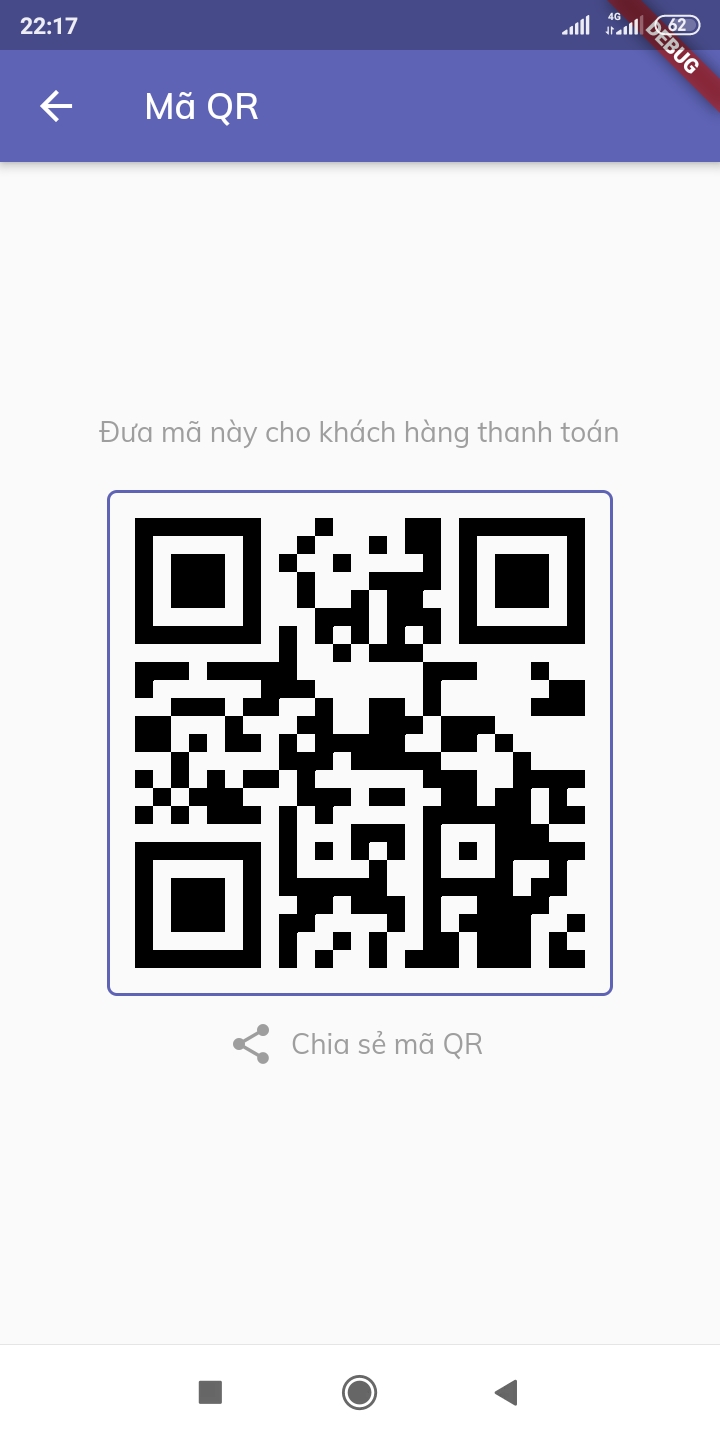 22:17
4G
62
DEBUG
Mã QR
Đưa mã này cho khách hàng thanh toán
Chia sẻ mã QR